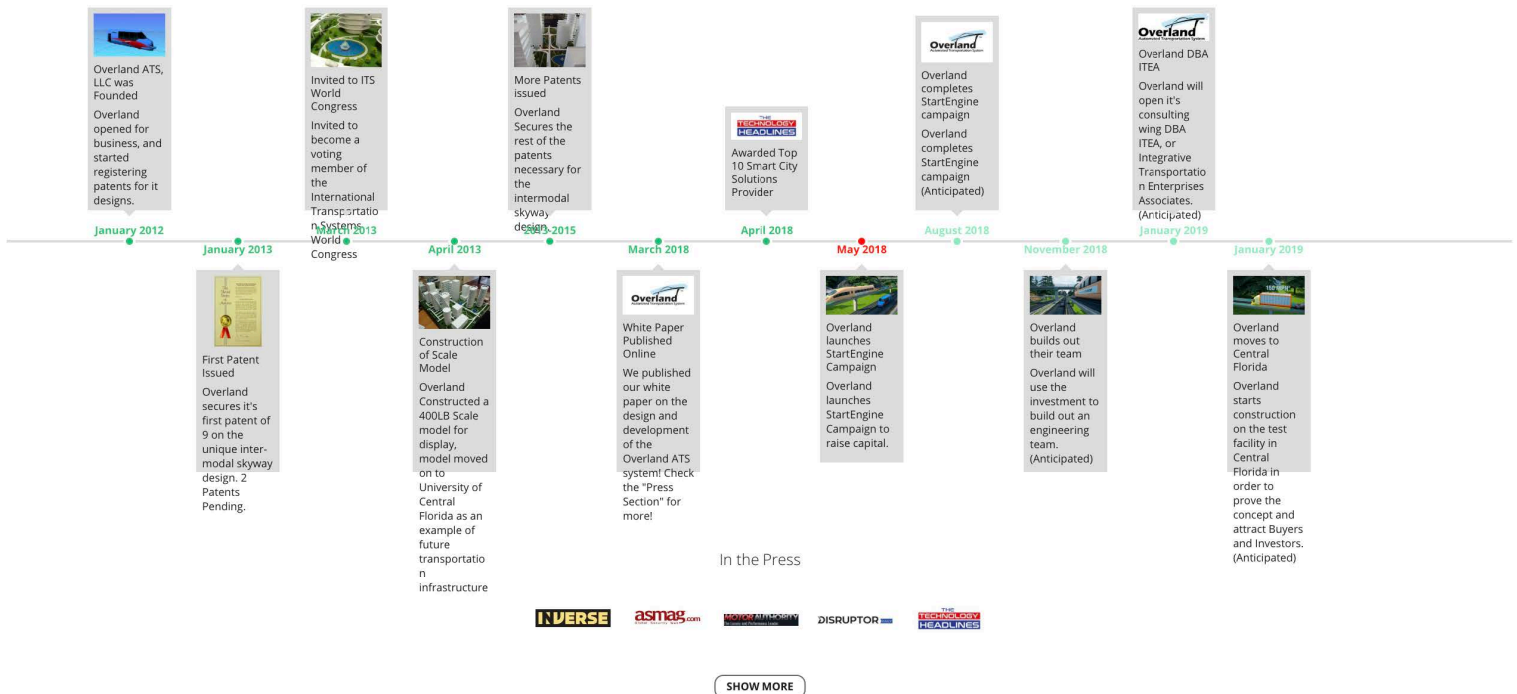 Overland ATS,
LLC was
Founded
Overland
opened for
business, and
started
registering
patents for it
designs.
January 2012
January 2013
First Patent
Issued
Overland
secures it's
first patent of
9 on the
unique inter-
modal skyway
design. 2
Patents
Pending.
Invited to ITS
World
Congress
Invited to
become a
voting
member of
the
International
Transportatio
n Systems
World
Congress
March 2013
April 2013
Construction
of Scale
Model
Overland
Constructed a
400LB Scale
model for
display,
model moved
on to
University of
Central
Florida as an
example of
future
transportatio
n
infrastructure
More Patents
issued
Overland
Secures the
rest of the
patents
necessary for
the
intermodal
skyway
design.
2013-2015
March 2018
Overland
Automated Transportation System
White Paper
Published
Online
We published
our white
paper on the
design and
development
of the
Overland ATS
system! Check
the "Press
Section" for
more!
THE
TECHNOLOGY
HEADLINES
Awarded Top
10 Smart City
Solutions
Provider
April 2018
May 2018
Overland
launches
StartEngine
Campaign
Overland
launches
StartEngine
Campaign to
raise capital.
Overland
Automated Transportation System
Overland
completes
StartEngine
campaign
Overland
completes
StartEngine
campaign
(Anticipated)
August 2018
November 2018
Overland
builds out
their team
Overland will
use the
investment to
build out an
engineering
team.
(Anticipated)
Overland
Automated Transportation System
Overland DBA
ITEA
Overland will
open it's
consulting
wing DBA
ITEA, or
Integrative
Transportatio
n Enterprises
Associates.
(Anticipated)
January 2019
January 2019
Overland
moves to
Central
Florida
Overland
starts
construction
on the test
facility in
Central
Florida in
order to
prove the
concept and
attract Buyers
and Investors.
(Anticipated)
In the Press
INVERSE
asmag.com
MOTOR AUTHORITY
DISRUPTOR
THE
TECHNOLOGY
HEADLINES
SHOW MORE